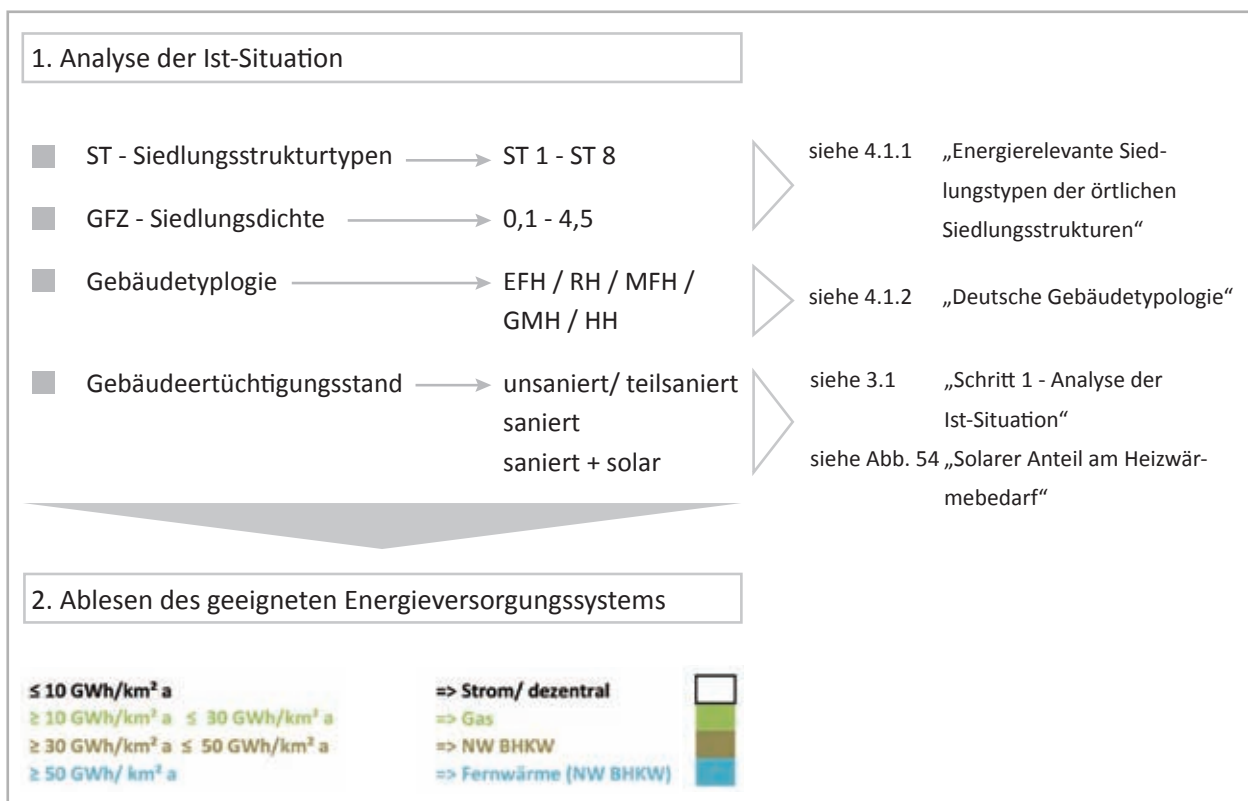 1. Analyse der Ist-Situation
ST - Siedlungsstrukturtypen ST 1 - ST 8
GFZ - Siedlungsdichte 0,1 - 4,5
siehe 4.1.1 „Energierelevante Sied-
lungstypen der örtlichen
Siedlungsstrukturen“
Gebäudetyplogie EFH / RH / MFH /
GMH / HH
siehe 4.1.2 „Deutsche Gebäudetypologie“
Gebäudeertüchtigungsstand unsaniert/ teilsaniert
saniert
saniert + solar
siehe 3.1 „Schritt 1 - Analyse der
Ist-Situation“
siehe Abb. 54 „Solarer Anteil am Heizwär-
mebedarf“
2. Ablesen des geeigneten Energieversorgungssystems
≤ 10 GWh/km² a => Strom/ dezentral
≥ 10 GWh/km² a ≤ 30 GWh/km² a => Gas
≥ 30 GWh/km² a ≤ 50 GWh/km² a => NW BHKW
≥ 50 GWh/ km² a => Fernwärme (NW BHKW)